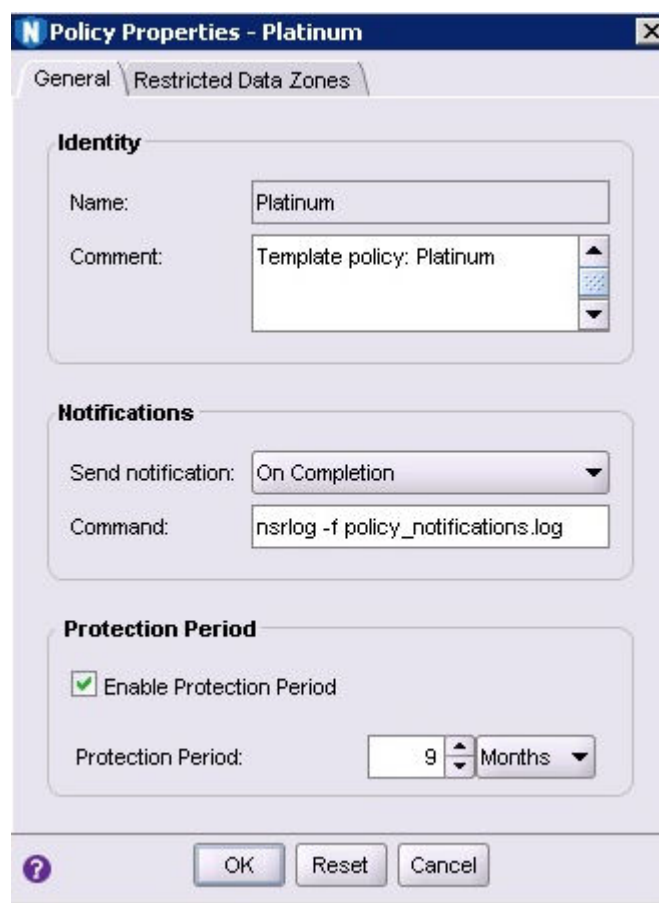 N Policy Properties - Platinum
General Restricted Data Zones
Identity
Name: Platinum
Comment: Template policy: Platinum
Notifications
Send notification: On Completion
Command: nsrlog -f policy_notifications.log
Protection Period
Enable Protection Period
Protection Period: 9 Months
? OK Reset Cancel